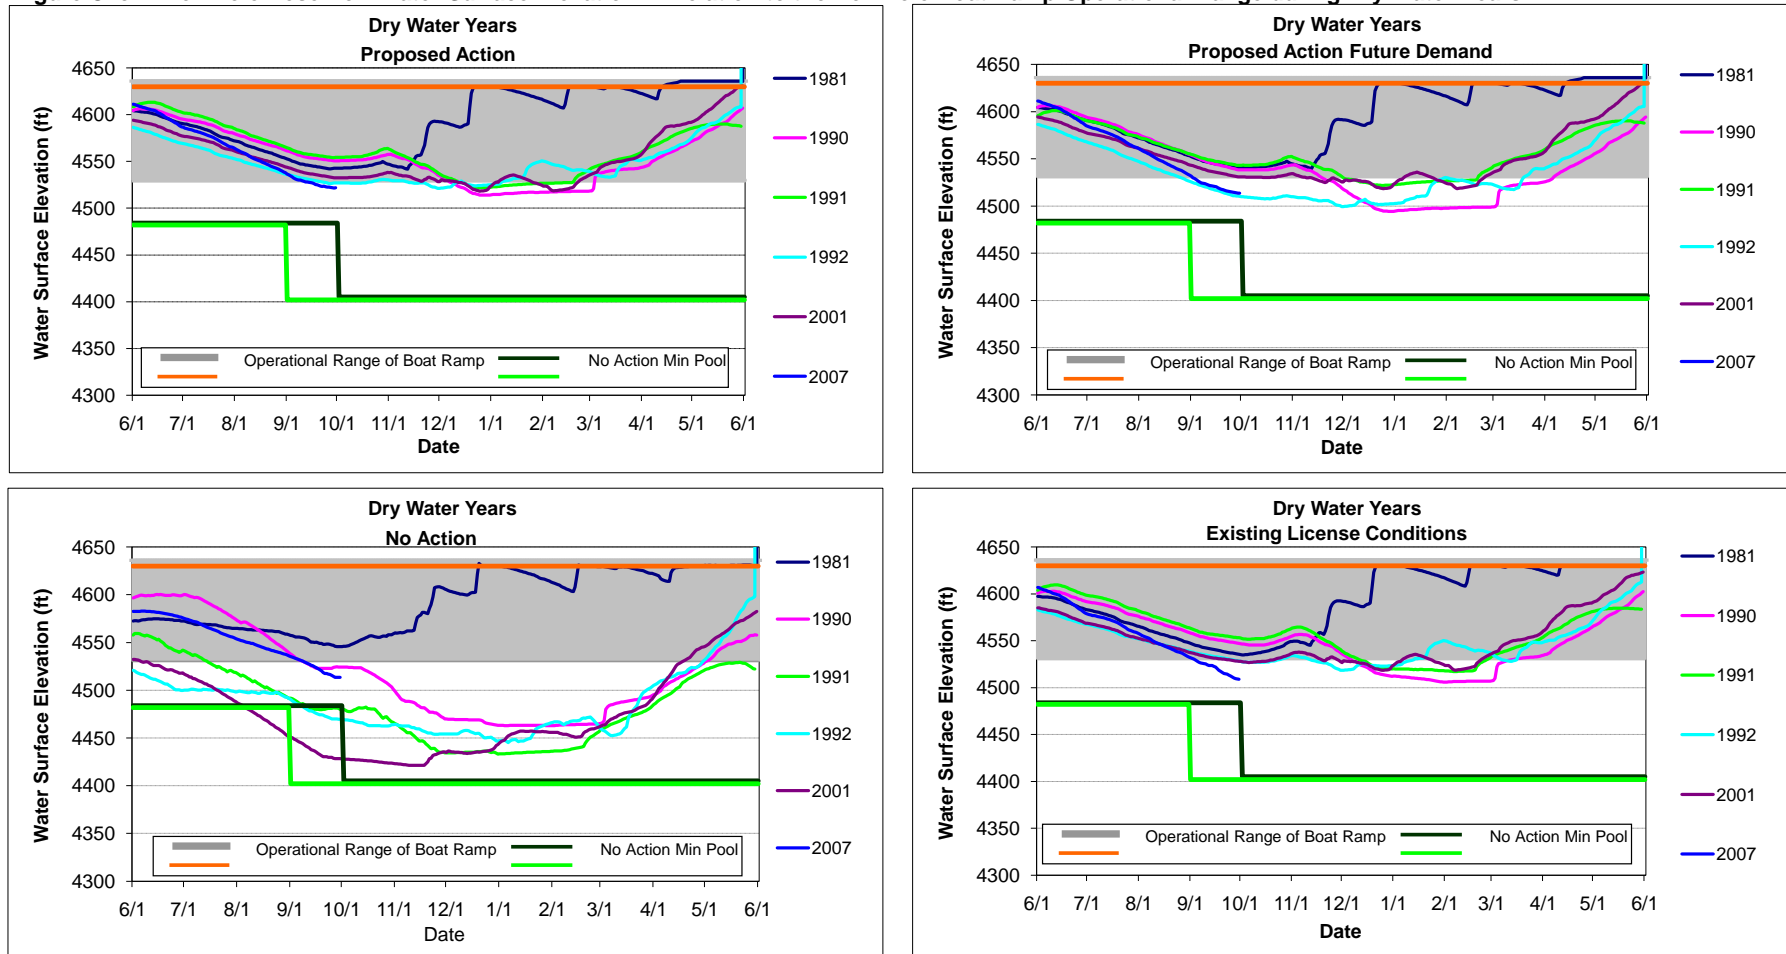 Dry Water Years
Proposed Action
Water Surface Elevation (ft)
4650
4600
4550
4500
4450
4400
4350
4300
6/1 7/1 8/1 9/1 10/1 11/1 12/1 1/1 2/1 3/1 4/1 5/1 6/1
Date
Operational Range of Boat Ramp
No Action Min Pool
1981
1990
1991
1992
2001
2007
Dry Water Years
Proposed Action Future Demand
Water Surface Elevation (ft)
4650
4600
4550
4500
4450
4400
4350
4300
6/1 7/1 8/1 9/1 10/1 11/1 12/1 1/1 2/1 3/1 4/1 5/1 6/1
Date
Operational Range of Boat Ramp
No Action Min Pool
1981
1990
1991
1992
2001
2007
Dry Water Years
No Action
Water Surface Elevation (ft)
4650
4600
4550
4500
4450
4400
4350
4300
6/1 7/1 8/1 9/1 10/1 11/1 12/1 1/1 2/1 3/1 4/1 5/1 6/1
Date
Operational Range of Boat Ramp
No Action Min Pool
1981
1990
1991
1992
2001
2007
Dry Water Years
Existing License Conditions
Water Surface Elevation (ft)
4650
4600
4550
4500
4450
4400
4350
4300
6/1 7/1 8/1 9/1 10/1 11/1 12/1 1/1 2/1 3/1 4/1 5/1 6/1
Date
Operational Range of Boat Ramp
No Action Min Pool
1981
1990
1991
1992
2001
2007